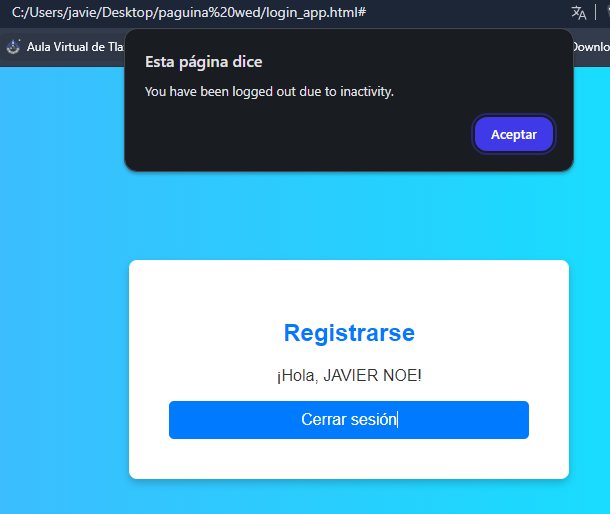 C:/Users/javie/Desktop/paguina%20wed/login_app.html#
Aula Virtual de Tla
Downlo
Esta página dice
You have been logged out due to inactivity.
Aceptar
Registrarse
¡Hola, JAVIER NOE!
Cerrar sesión